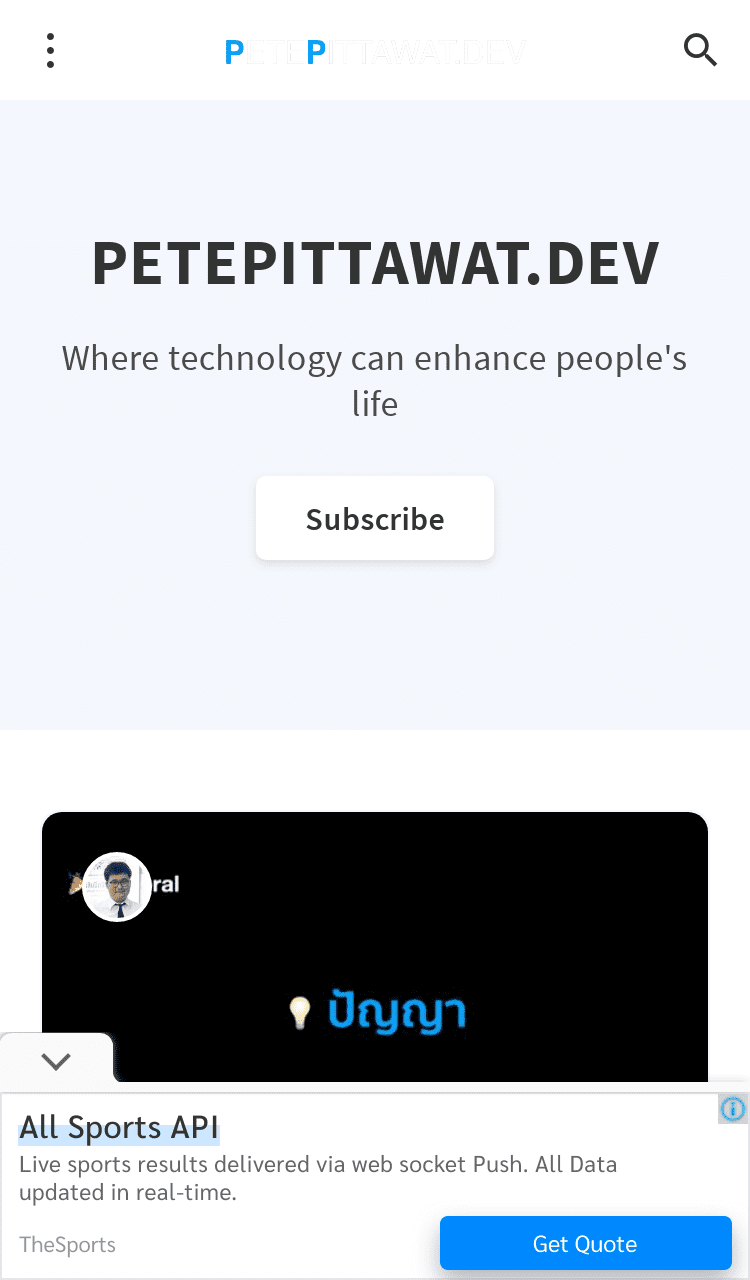 PETEPITTAWAT.DEV
PETEPITTAWAT.DEV
Where technology can enhance people's
life
Subscribe
ral
ปัญญา
All Sports API
Live sports results delivered via web socket Push. All Data
updated in real-time.
TheSports
Get Quote